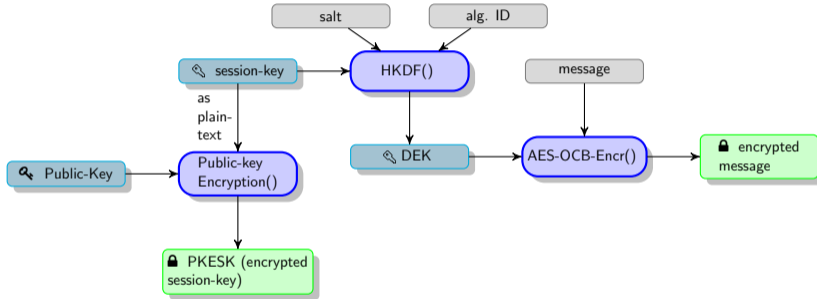 salt
alg. ID
session-key
HKDF()
message
as
plain-
text
DEK
AES-OCB-Encr()
encrypted
message
Public-Key
Public-key
Encryption()
PKESK (encrypted
session-key)